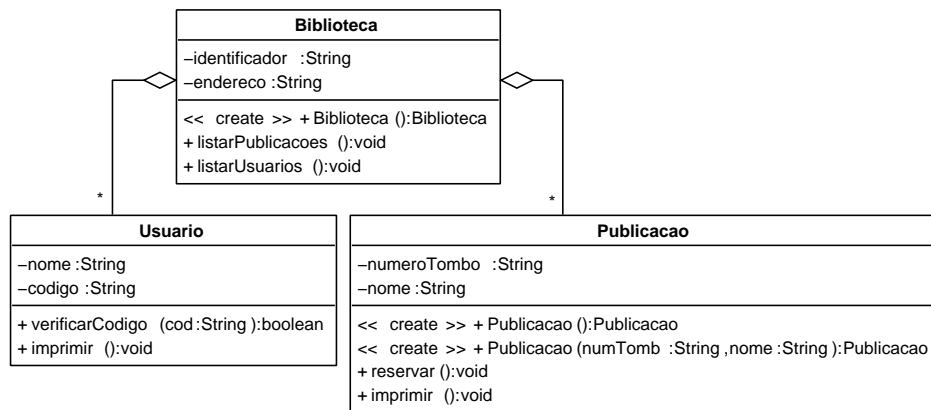 Biblioteca
−identificador :String
−endereco :String
<< create >> + Biblioteca ():Biblioteca
+ listarPublicacoes ():void
+ listarUsuarios ():void
*
*
Usuario
−nome :String
−codigo :String
+ verificarCodigo (cod :String ):boolean
+ imprimir ():void
Publicacao
−numeroTombo :String
−nome :String
<< create >> + Publicacao ():Publicacao
<< create >> + Publicacao (numTomb :String ,nome :String ):Publicacao
+ reservar ():void
+ imprimir ():void